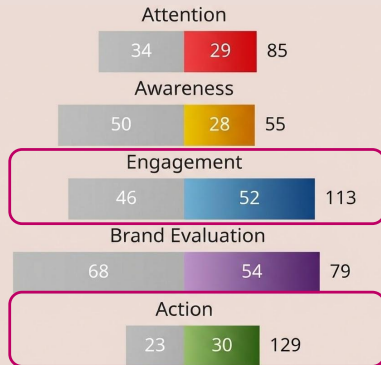 Attention
34 29 85
Awareness
50 28 55
Engagement
46 52 113
Brand Evaluation
68 54 79
Action
23 30 129